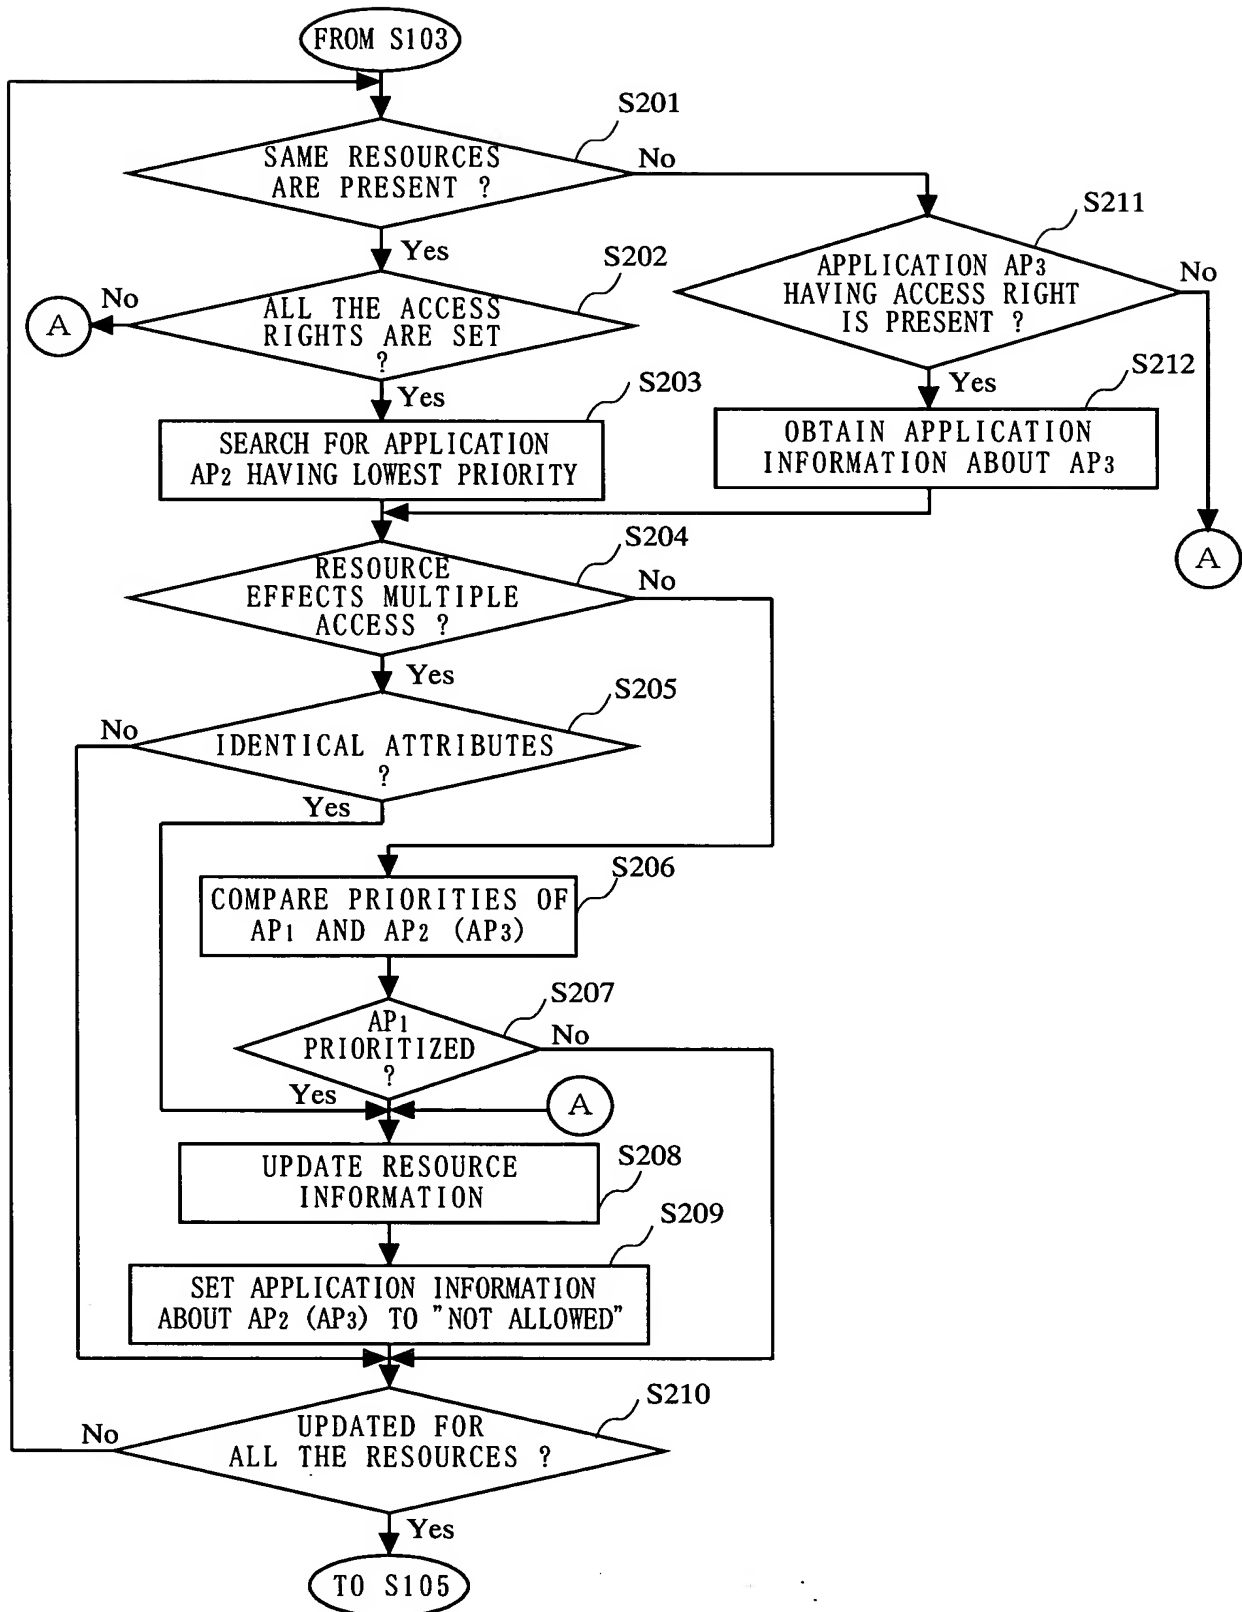 FROM S103
S201
SAME RESOURCES
ARE PRESENT ?
No
Yes
S211
APPLICATION AP3
HAVING ACCESS RIGHT
IS PRESENT ?
No
S202
No
A
ALL THE ACCESS
RIGHTS ARE SET
?
Yes
S203
SEARCH FOR APPLICATION
AP2 HAVING LOWEST PRIORITY
Yes
S212
OBTAIN APPLICATION
INFORMATION ABOUT AP3
A
S204
RESOURCE
EFFECTS MULTIPLE
ACCESS ?
No
Yes
S205
No
IDENTICAL ATTRIBUTES
?
Yes
S206
COMPARE PRIORITIES OF
AP1 AND AP2 (AP3)
S207
AP1
PRIORITIZED
?
No
Yes
A
S208
UPDATE RESOURCE
INFORMATION
S209
SET APPLICATION INFORMATION
ABOUT AP2 (AP3) TO "NOT ALLOWED"
S210
No
UPDATED FOR
ALL THE RESOURCES ?
Yes
TO S105